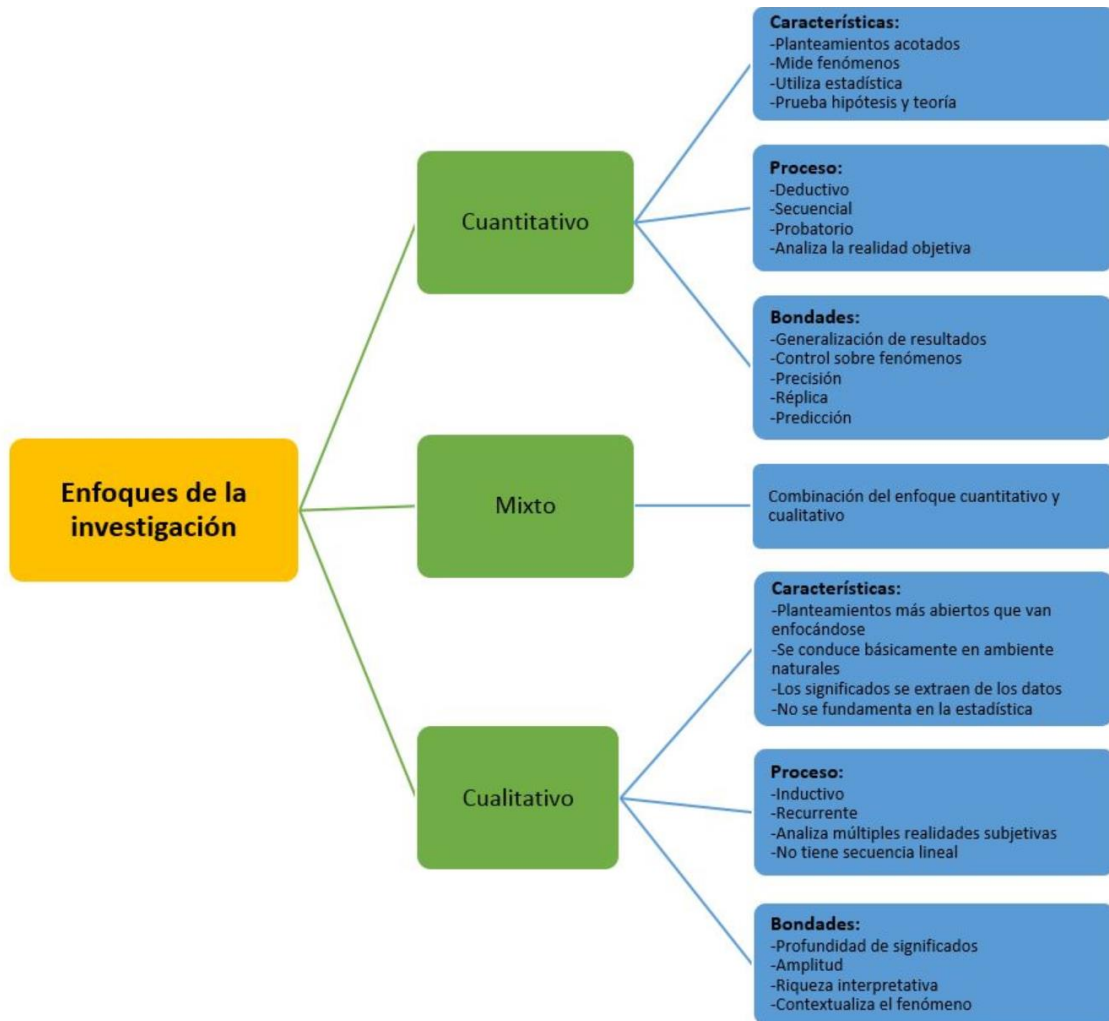 Enfoques de la
investigación
Cuantitativo
Características:
-Planteamientos acotados
-Mide fenómenos
-Utiliza estadística
-Prueba hipótesis y teoría
Proceso:
-Deductivo
-Secuencial
-Probatorio
-Analiza la realidad objetiva
Bondades:
-Generalización de resultados
-Control sobre fenómenos
-Precisión
-Réplica
-Predicción
Mixto
Combinación del enfoque cuantitativo y
cualitativo
Cualitativo
Características:
-Planteamientos más abiertos que van
enfocándose
-Se conduce básicamente en ambiente
naturales
-Los significados se extraen de los datos
-No se fundamenta en la estadística
Proceso:
-Inductivo
-Recurrente
-Analiza múltiples realidades subjetivas
-No tiene secuencia lineal
Bondades:
-Profundidad de significados
-Amplitud
-Riqueza interpretativa
-Contextualiza el fenómeno